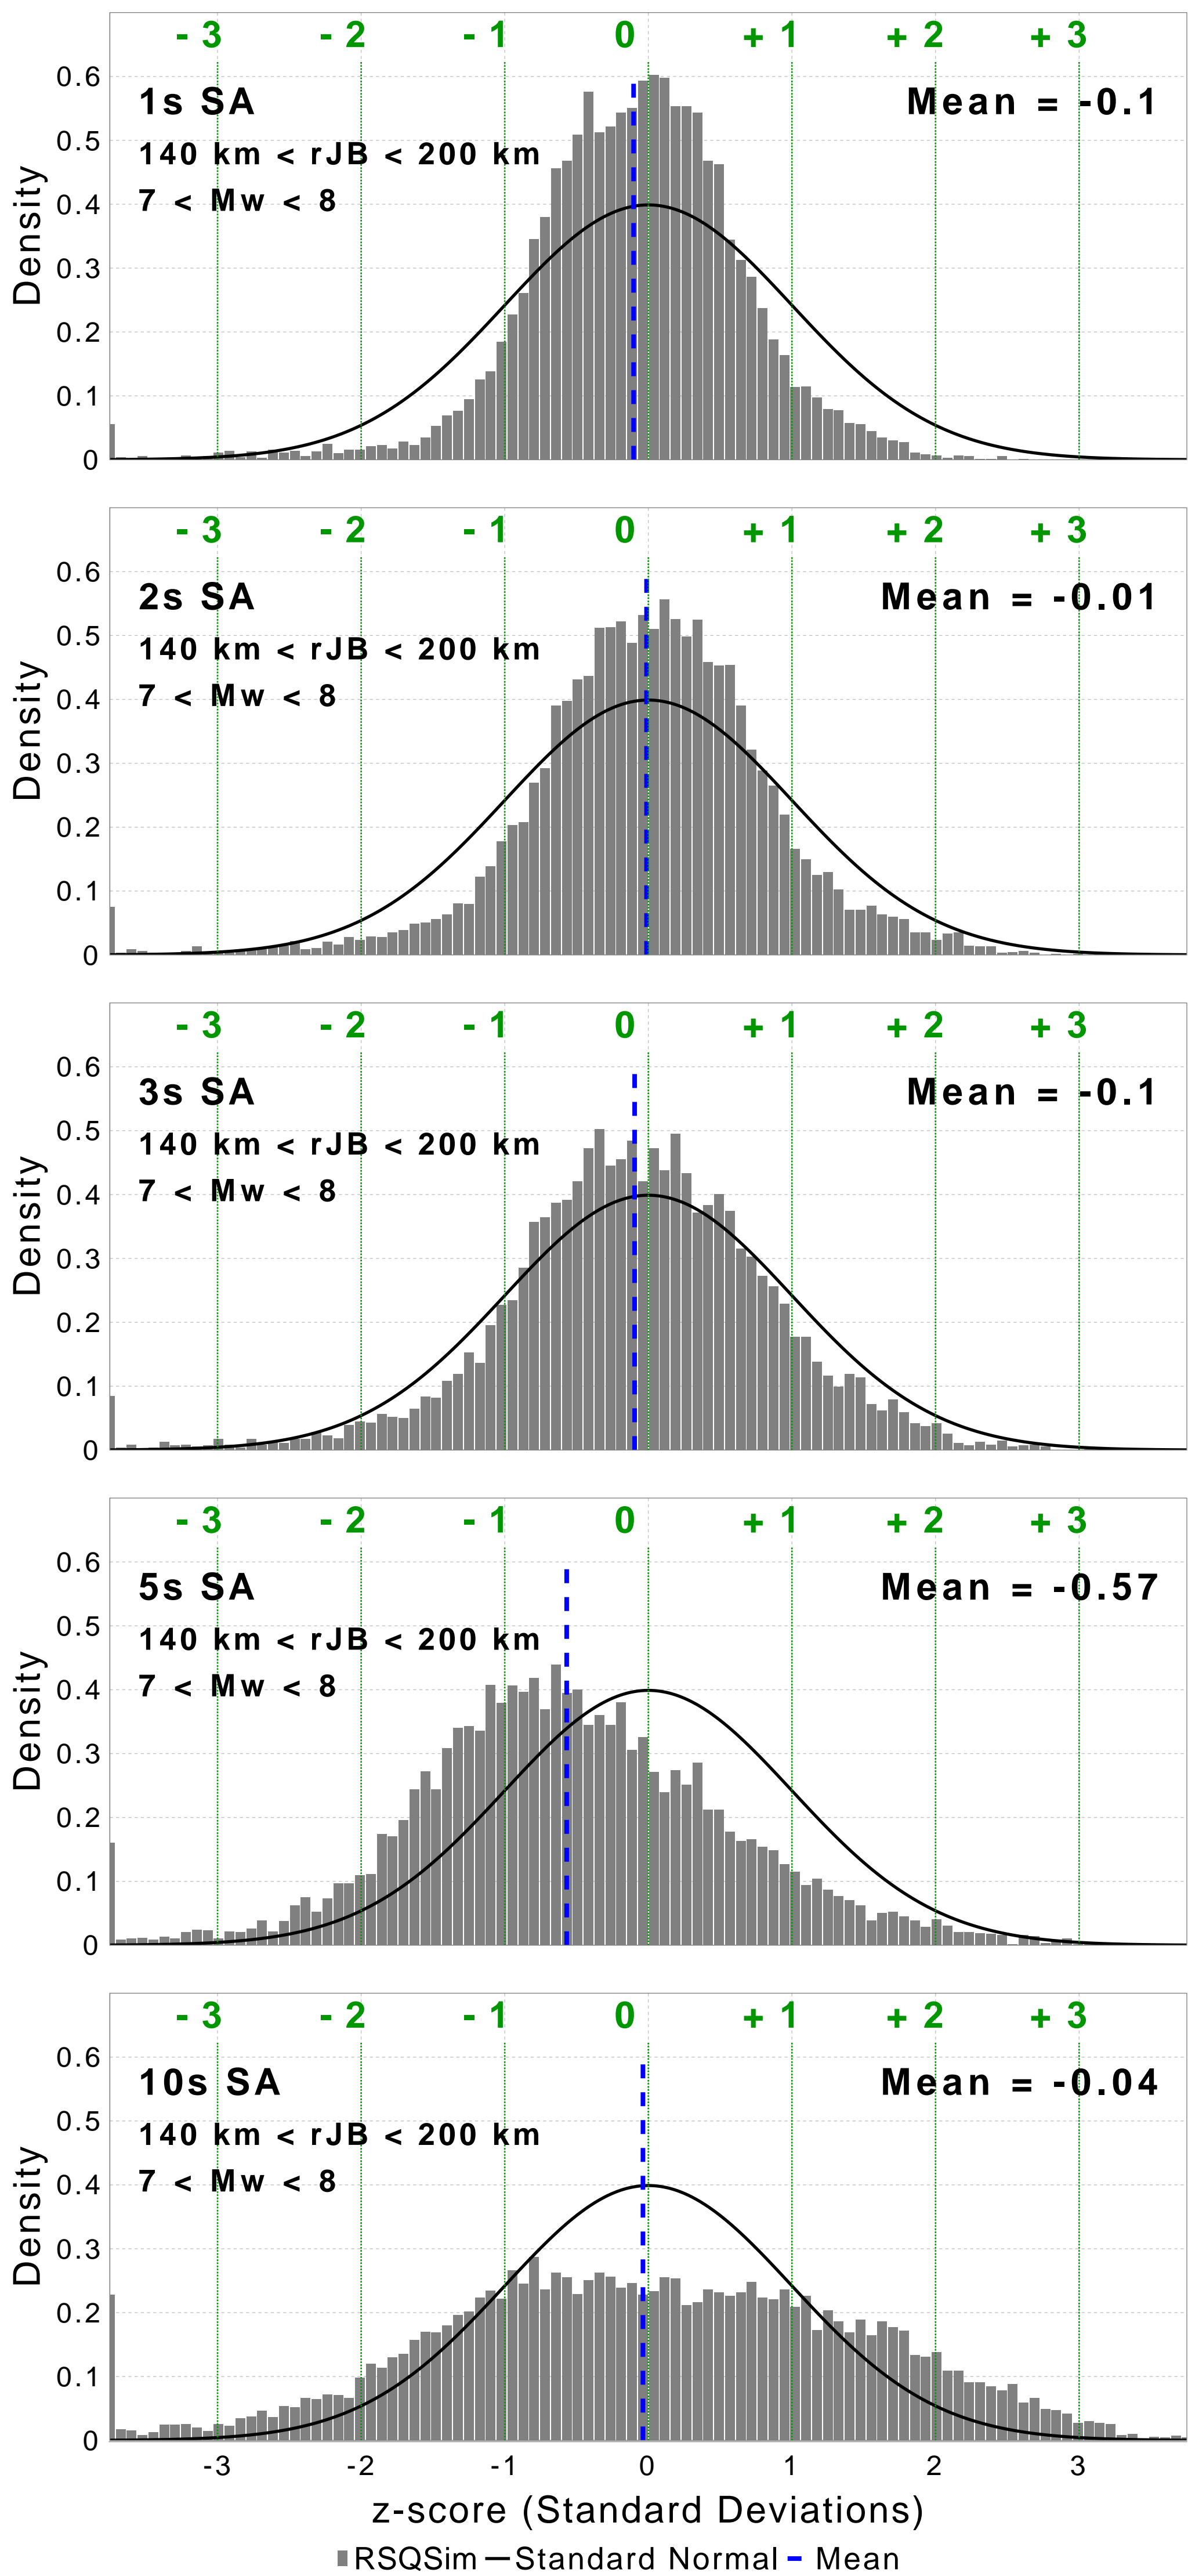 - 3 - 2 - 1 0 + 1 + 2 + 3
0.6
1s SA Mean = -0.1
0.5
140 km < rJB < 200 km
7 < Mw < 8
0.4
0.3
0.2
0.1
0
Density
- 3 - 2 - 1 0 + 1 + 2 + 3
0.6
2s SA Mean = -0.01
0.5
140 km < rJB < 200 km
7 < Mw < 8
0.4
0.3
0.2
0.1
0
Density
- 3 - 2 - 1 0 + 1 + 2 + 3
0.6
3s SA Mean = -0.1
0.5
140 km < rJB < 200 km
7 < Mw < 8
0.4
0.3
0.2
0.1
0
Density
- 3 - 2 - 1 0 + 1 + 2 + 3
0.6
5s SA Mean = -0.57
0.5
140 km < rJB < 200 km
7 < Mw < 8
0.4
0.3
0.2
0.1
0
Density
- 3 - 2 - 1 0 + 1 + 2 + 3
0.6
10s SA Mean = -0.04
0.5
140 km < rJB < 200 km
7 < Mw < 8
0.4
0.3
0.2
0.1
0
Density
-3 -2 -1 0 1 2 3
z-score (Standard Deviations)
RSQSim Standard Normal Mean